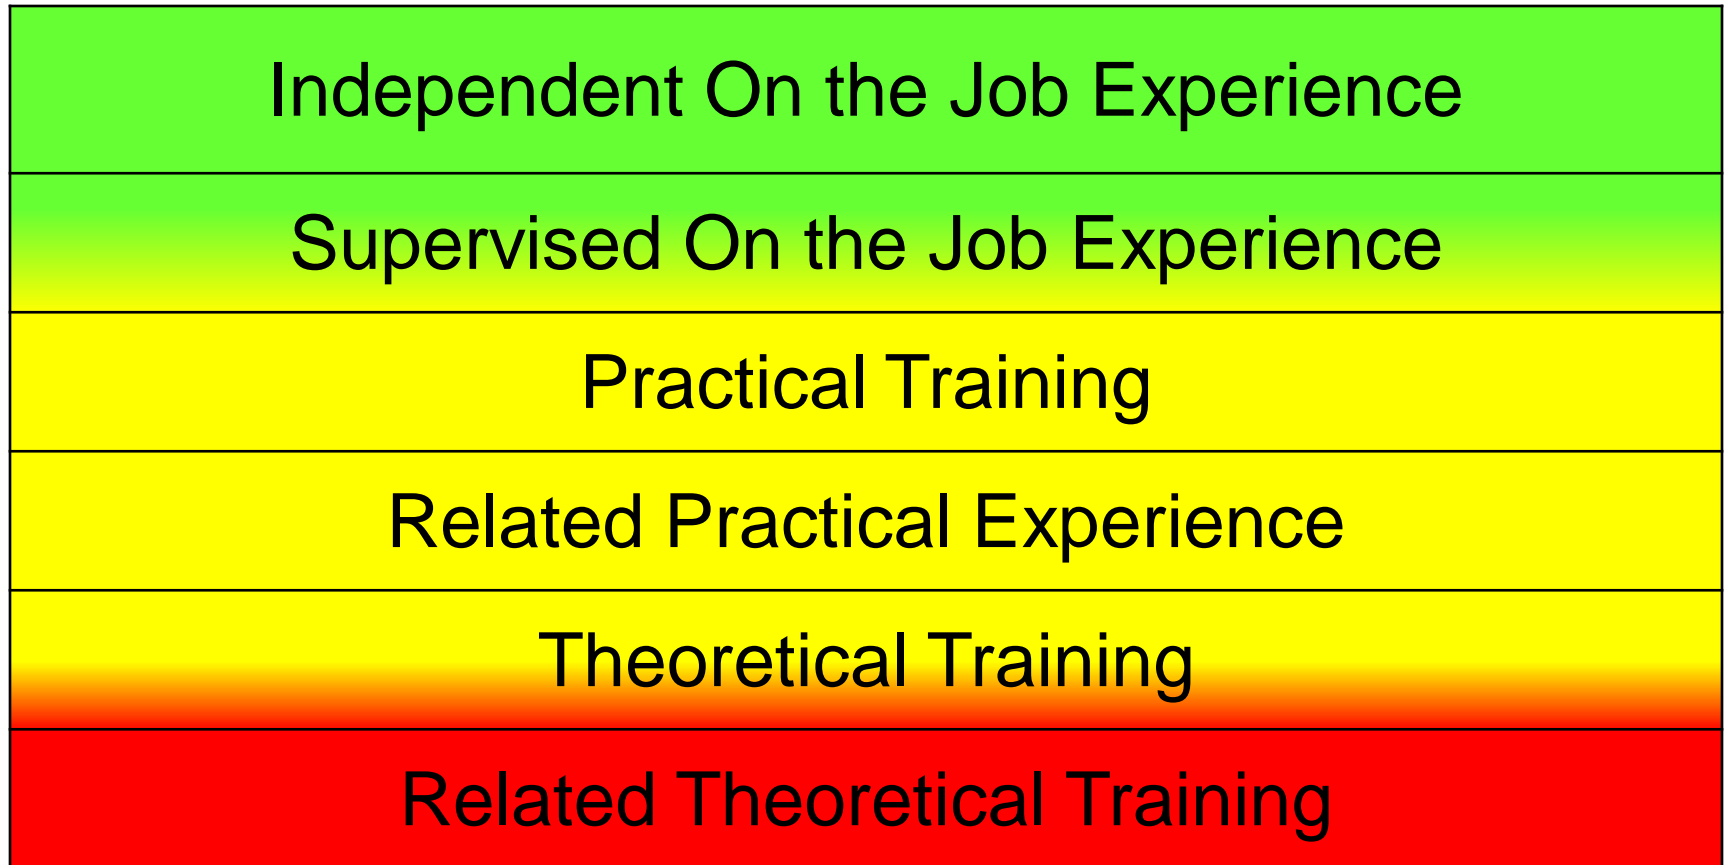 Independent On the Job Experience
Supervised On the Job Experience
Practical Training
Related Practical Experience
Theoretical Training
Related Theoretical Training